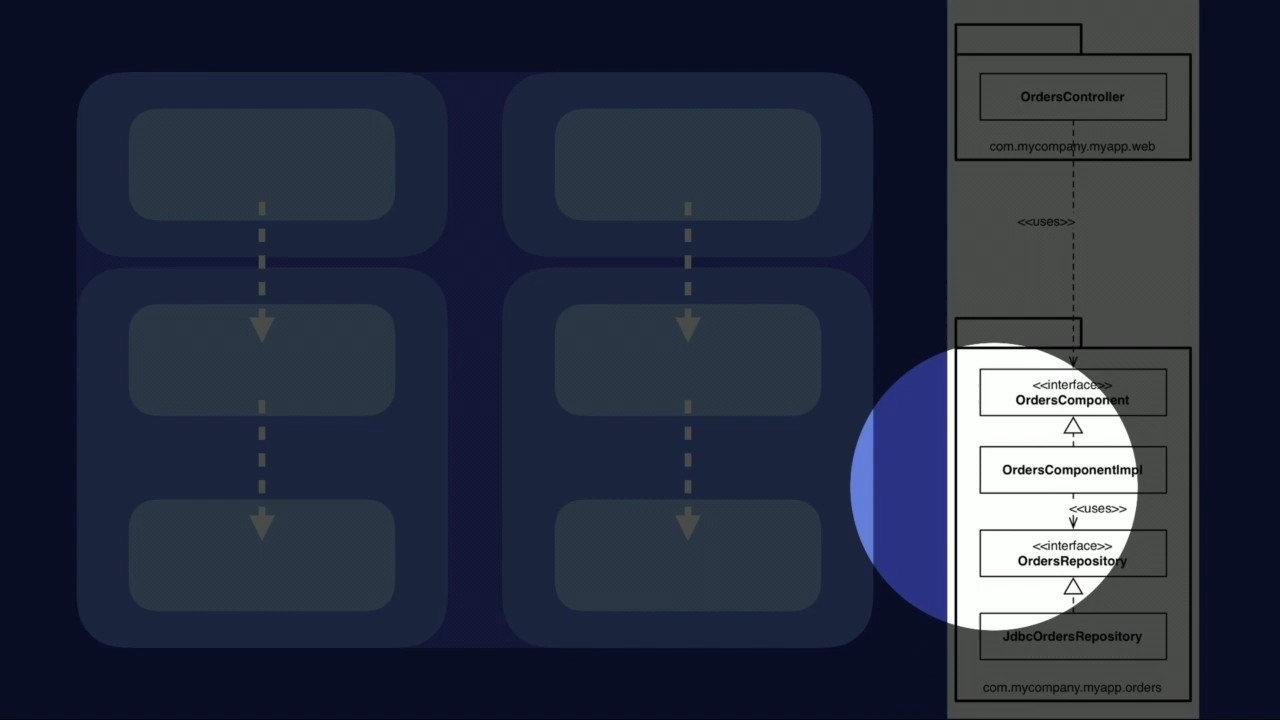 OrdersController
com.mycompany.myapp.web
<<uses>>
<<interface>>
OrdersComponent
OrdersComponentImpl
<<uses>>
<<interface>>
OrdersRepository
JdbcOrdersRepository
com.mycompany.myapp.orders